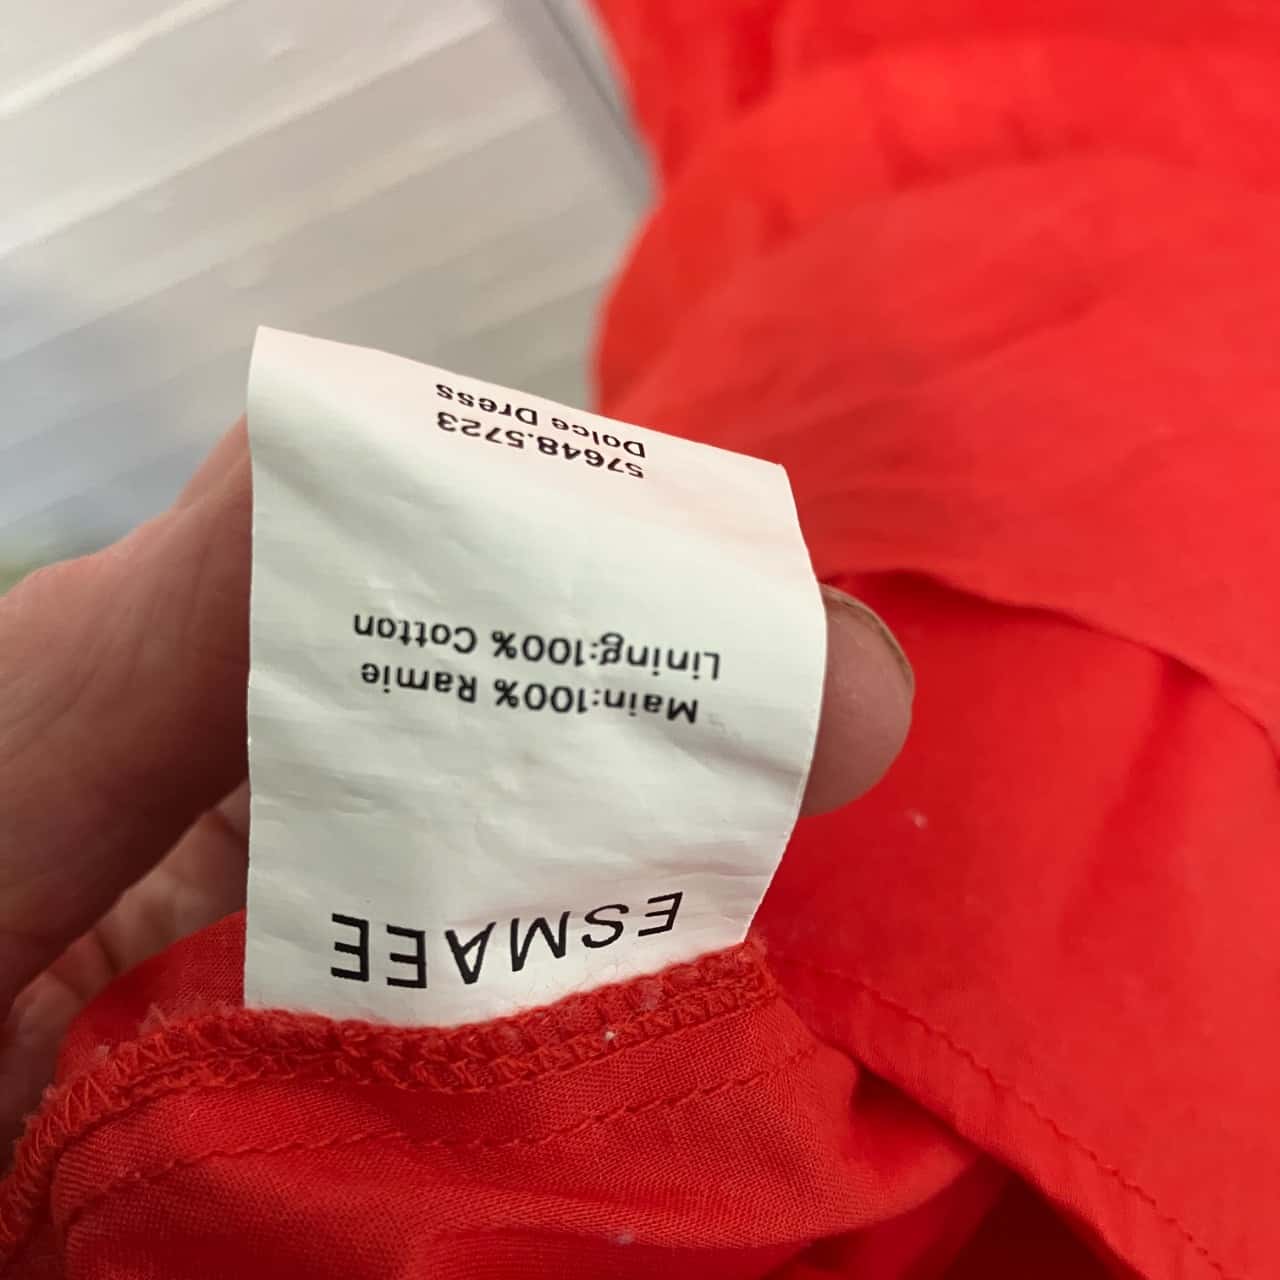 ESMAEE
Main:100% Ramie
Lining:100% Cotton
57648.5723
Dolce Dress